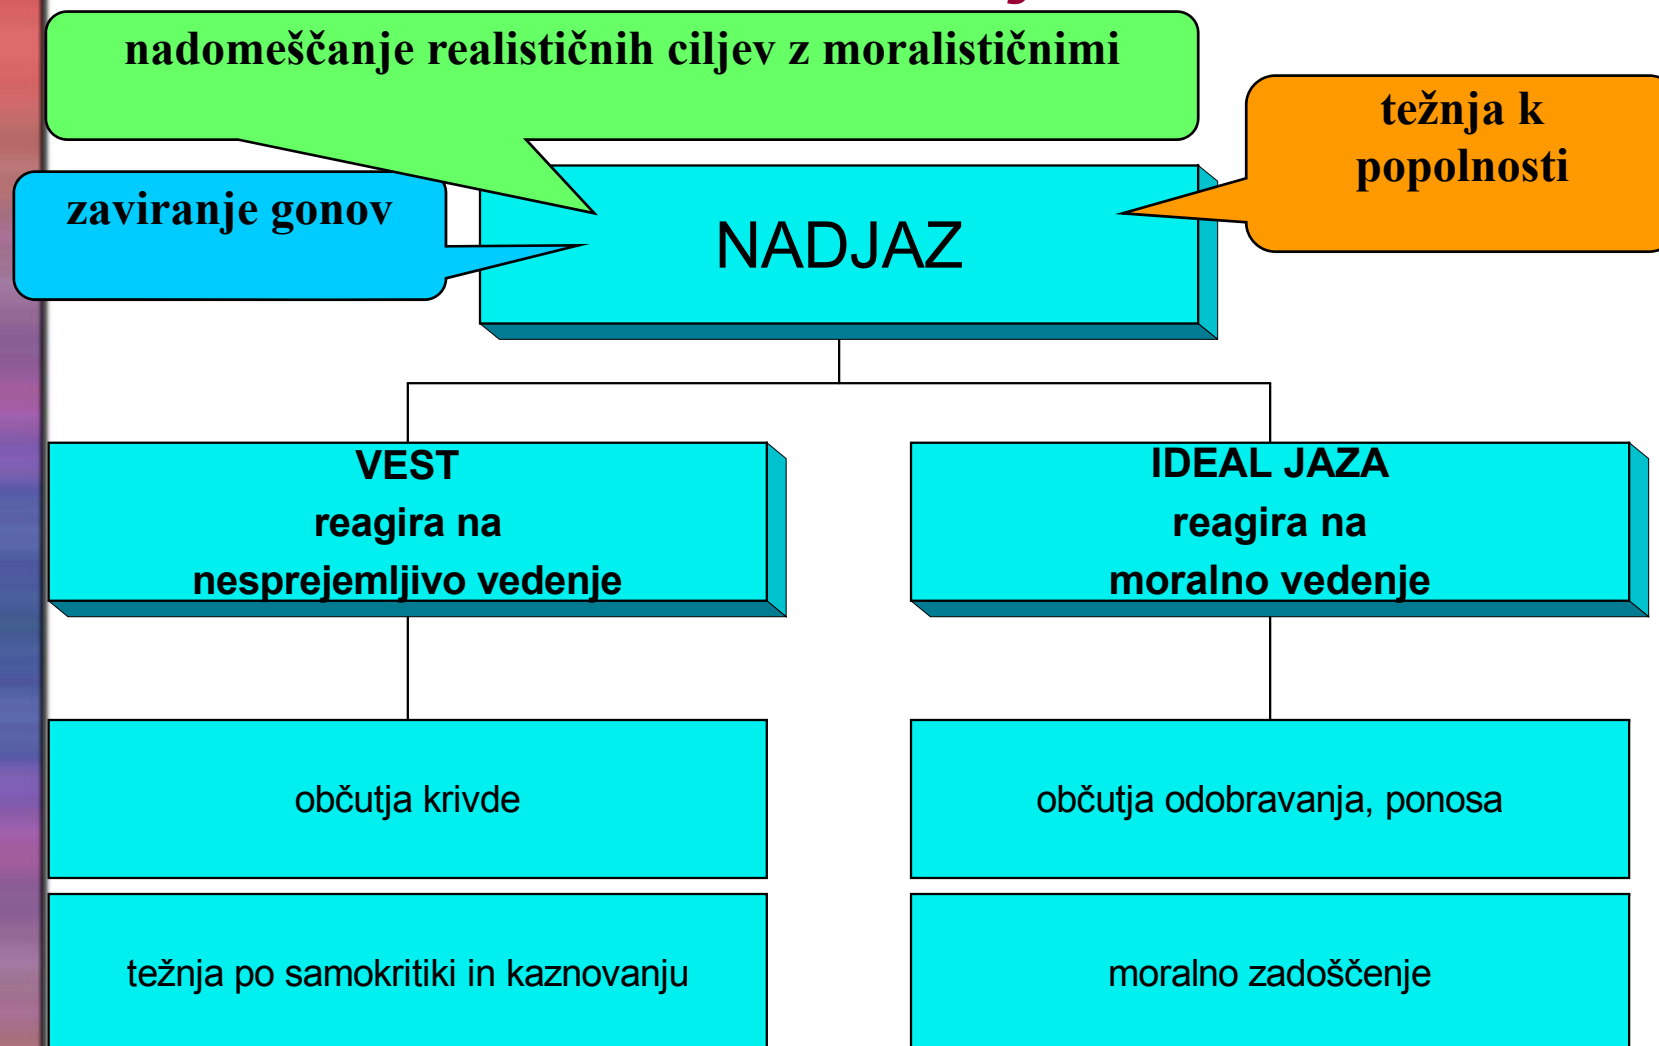 nadomeščanje realističnih ciljev z moralističnimi
težnja k
popolnosti
zaviranje gonov
NADJAZ
VEST
reagira na
nesprejemljivo vedenje
IDEAL JAZA
reagira na
moralno vedenje
občutja krivde
občutja odobravanja, ponosa
težnja po samokritiki in kaznovanju
moralno zadoščenje